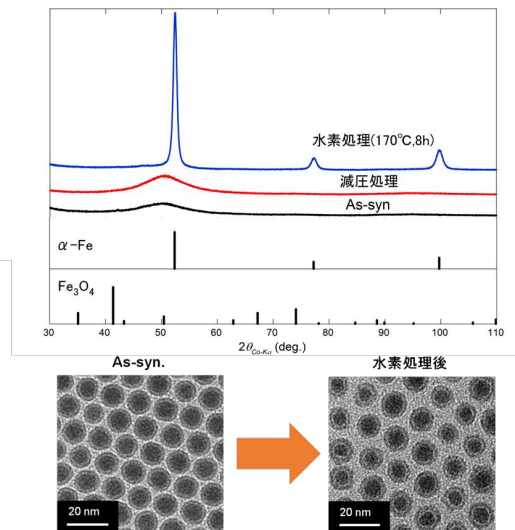 水素処理(170℃,8h)
減圧処理
As-syn
α-Fe
Fe₃O₄
30 40 50 60 70 80 90 100 110
2θCo-Kα (deg.)
As-syn. 水素処理後
20 nm 20 nm